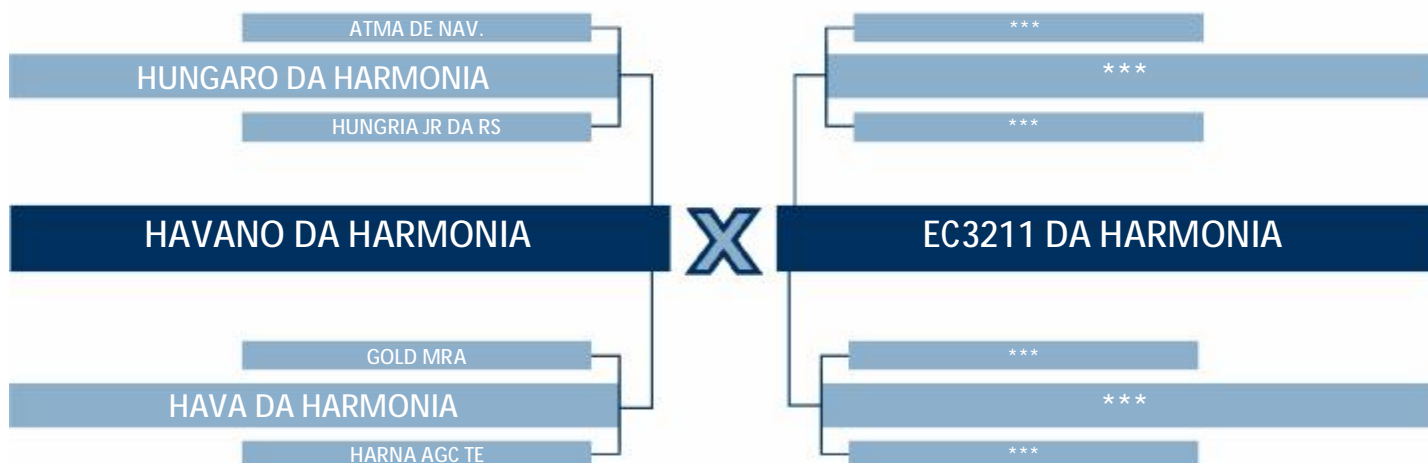 ATMA DE NAV.
HUNGARO DA HARMONIA
HUNGRIA JR DA RS
HAVANO DA HARMONIA
GOLD MRA
HAVA DA HARMONIA
HARNA AGC TE
X
***
***
***
EC3211 DA HARMONIA
***
***
***